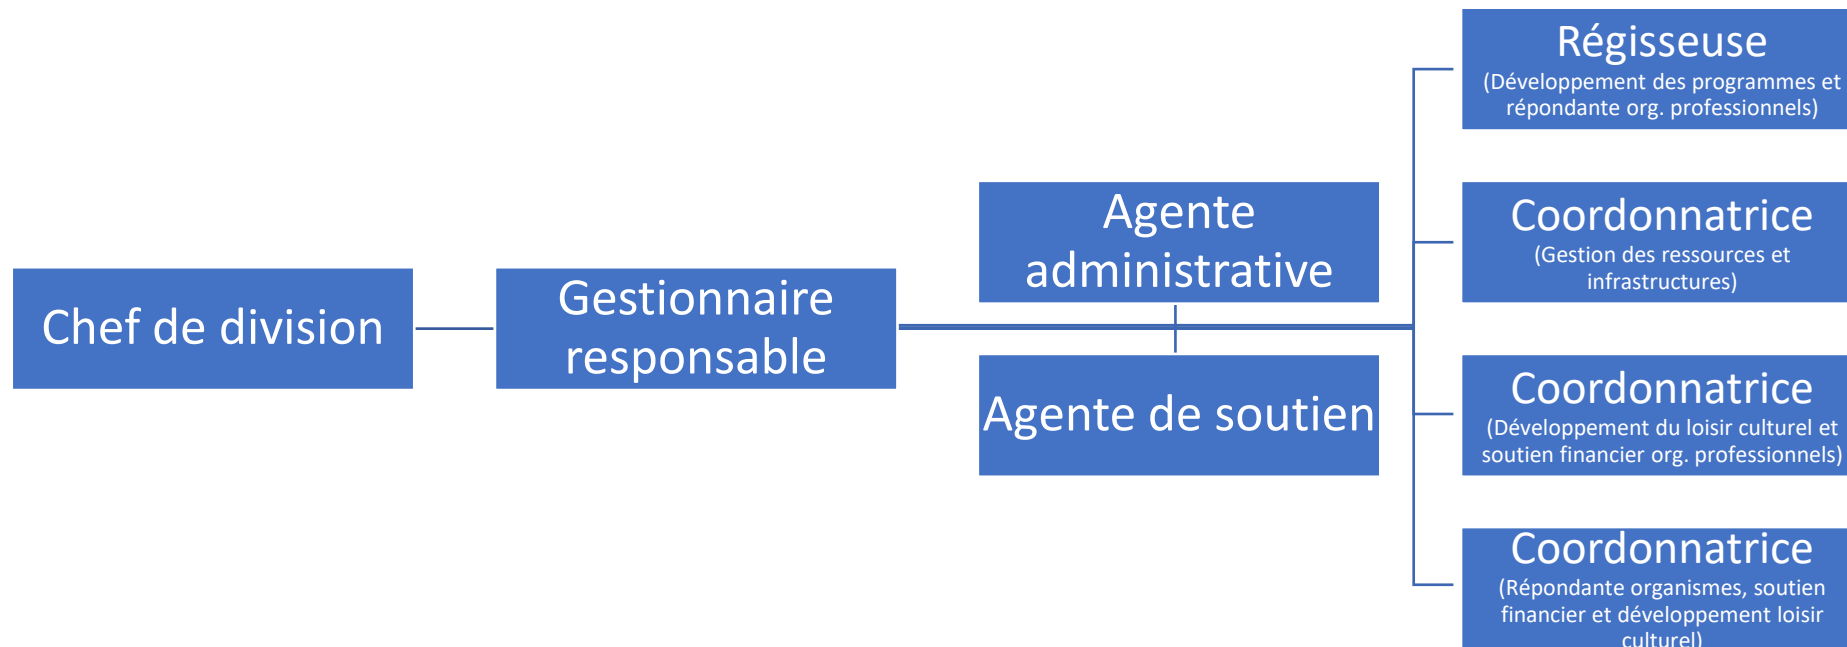 Chef de division
Gestionnaire
responsable
Agente
administrative
Agente de soutien
Régisseuse
(Développement des programmes et
répondante org. professionnels)
Coordonnatrice
(Gestion des ressources et
infrastructures)
Coordonnatrice
(Développement du loisir culturel et
soutien financier org. professionnels)
Coordonnatrice
(Répondante organismes, soutien
financier et développement loisir
culturel)